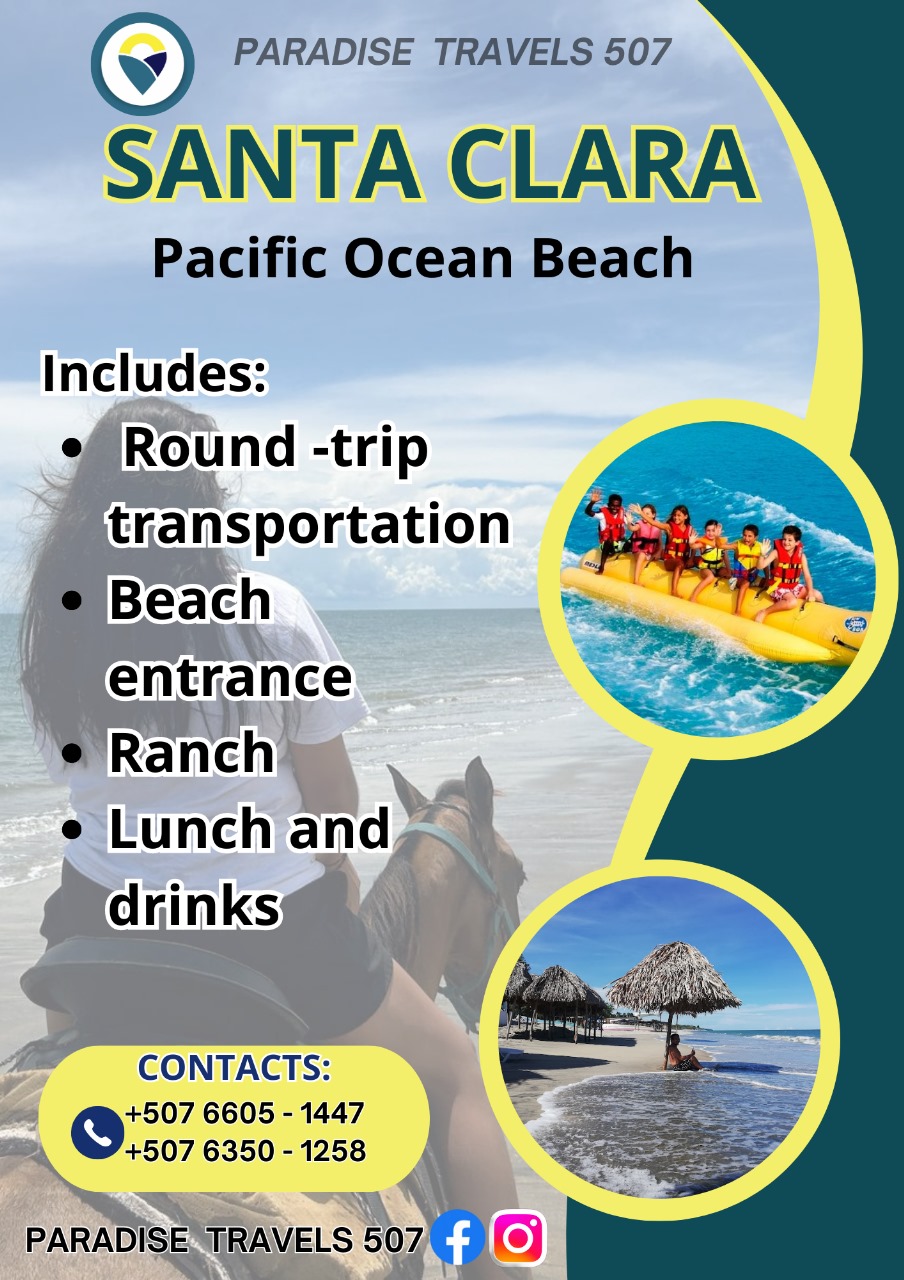 PARADISE TRAVELS 507
SANTA CLARA
Pacific Ocean Beach
Includes:
• Round -trip
transportation
• Beach
entrance
• Ranch
• Lunch and
drinks
CONTACTS:
+507 6605 - 1447
+507 6350 - 1258
PARADISE TRAVELS 507